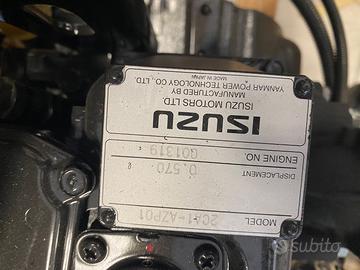 ISUZU
MODEL 2CA1-AZP01
DISPLACEMENT 0.570 ℓ
ENGINE NO. G01319
ISUZU MOTORS LTD
MANUFACTURED BY
YANMAR POWER TECHNOLOGY CO., LTD.
MADE IN JAPAN
subito